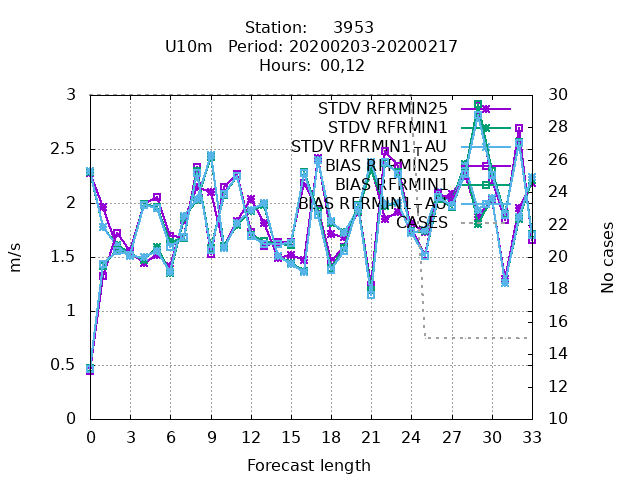 Station: 3953
U10m Period: 20200203-20200217
Hours: 00,12
3
2.5
2
1.5
1
0.5
0
30
28
26
24
22
20
18
16
14
12
10
STDV RFRMIN25
STDV RFRMIN1
STDV RFRMIN1_AU
BIAS RFRMIN25
BIAS RFRMIN1
BIAS RFRMIN1_AU
CASES
m/s
No cases
0 3 6 9 12 15 18 21 24 27 30 33
Forecast length